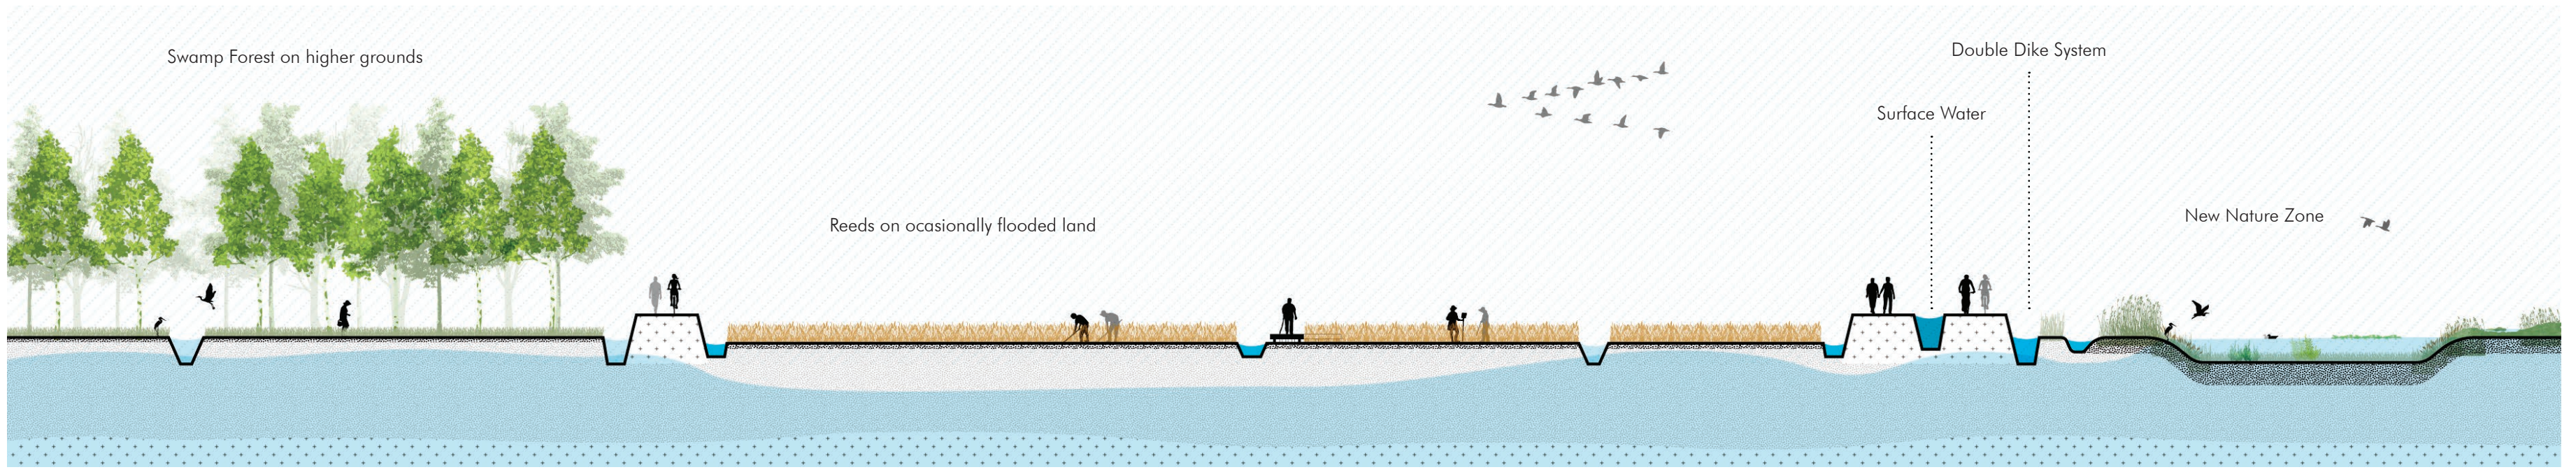 Swamp Forest on higher grounds
Reeds on ocasionally flooded land
Surface Water
Double Dike System
New Nature Zone